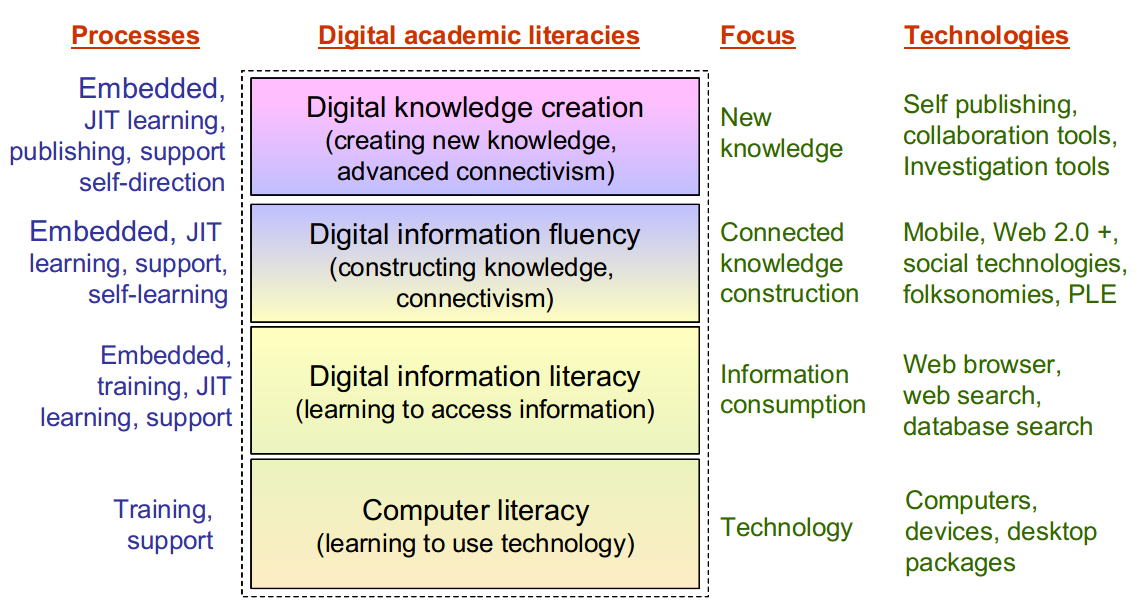 Processes
Digital academic literacies
Focus
Technologies
Embedded,
JIT learning,
publishing, support
self-direction
Digital knowledge creation
(creating new knowledge,
advanced connectivism)
New
knowledge
Self publishing,
collaboration tools,
Investigation tools
Embedded, JIT
learning, support,
self-learning
Digital information fluency
(constructing knowledge,
connectivism)
Connected
knowledge
construction
Mobile, Web 2.0 +,
social technologies,
folksonomies, PLE
Embedded,
training, JIT
learning, support
Digital information literacy
(learning to access information)
Information
consumption
Web browser,
web search,
database search
Training,
support
Computer literacy
(learning to use technology)
Technology
Computers,
devices, desktop
packages